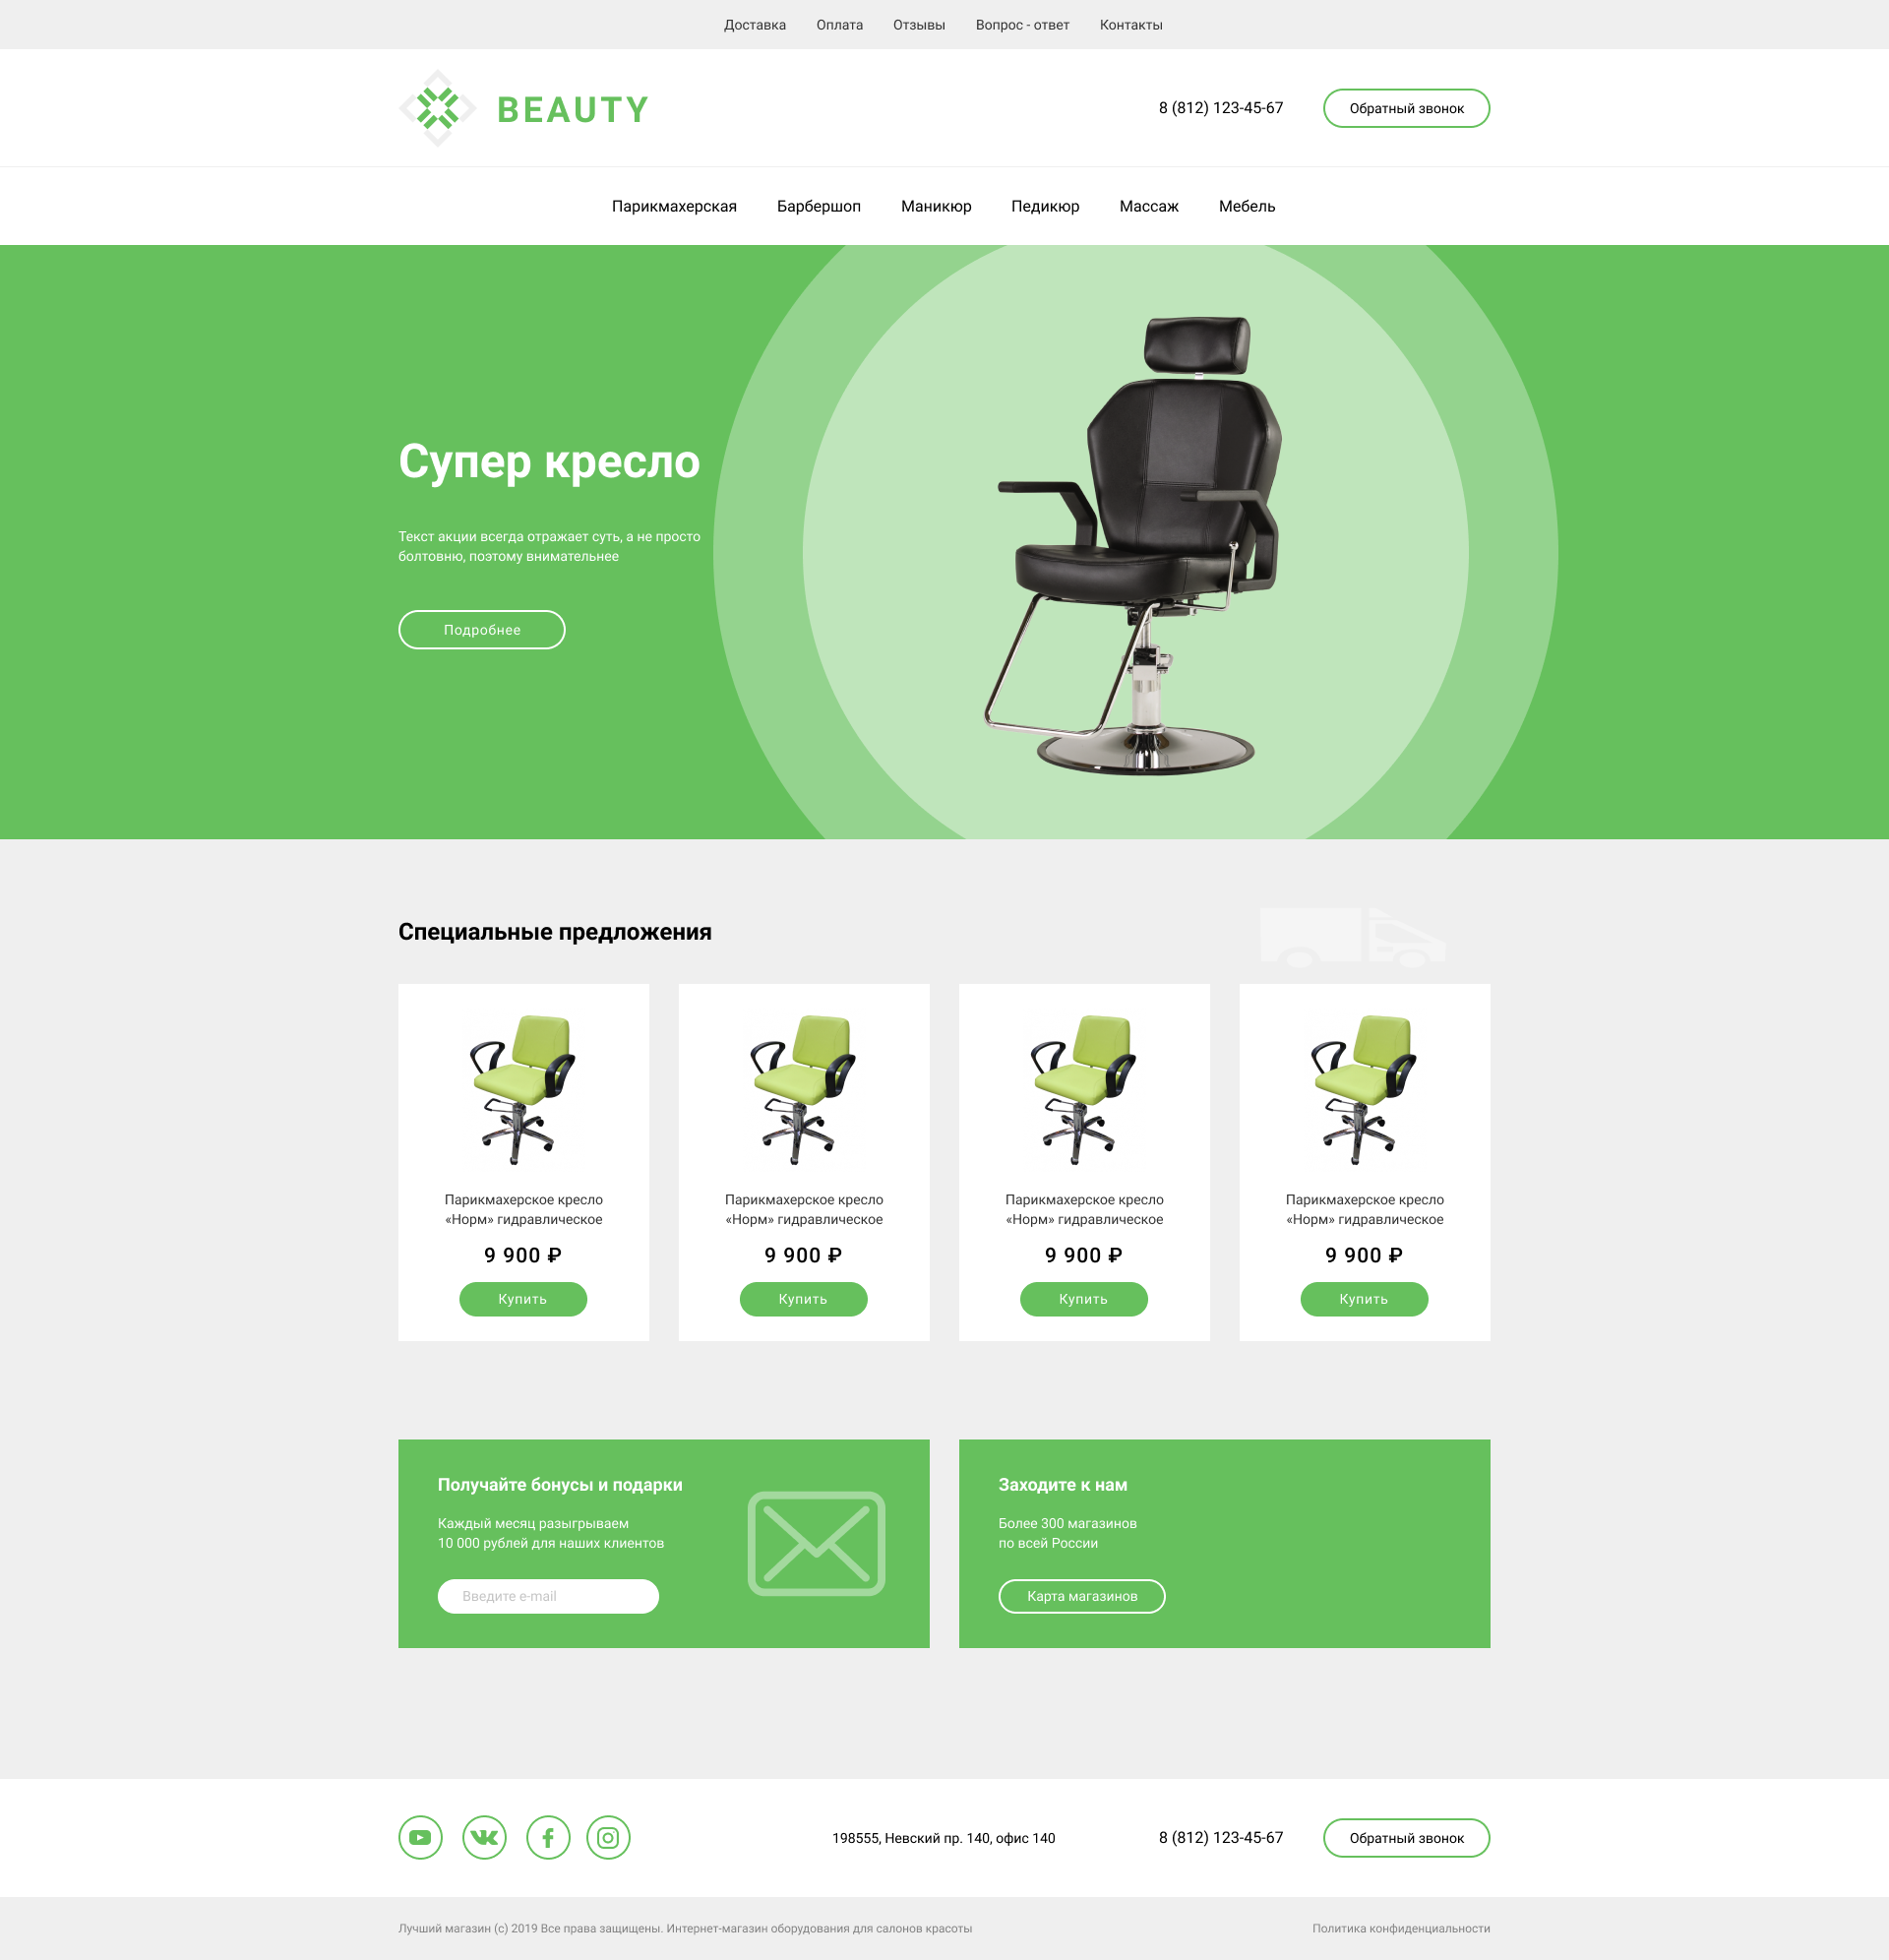 Доставка Оплата Отзывы Вопрос - ответ Контакты
BEAUTY
8 (812) 123-45-67
Обратный звонок
Парикмахерская Барбершоп Маникюр Педикюр Массаж Мебель
Супер кресло
Текст акции всегда отражает суть, а не просто
болтовню, поэтому внимательнее
Подробнее
Специальные предложения
Парикмахерское кресло
«Норм» гидравлическое
9 900 ₽
Купить
Парикмахерское кресло
«Норм» гидравлическое
9 900 ₽
Купить
Парикмахерское кресло
«Норм» гидравлическое
9 900 ₽
Купить
Парикмахерское кресло
«Норм» гидравлическое
9 900 ₽
Купить
Получайте бонусы и подарки
Каждый месяц разыгрываем
10 000 рублей для наших клиентов
Введите e-mail
Заходите к нам
Более 300 магазинов
по всей России
Карта магазинов
198555, Невский пр. 140, офис 140
8 (812) 123-45-67
Обратный звонок
Лучший магазин (с) 2019 Все права защищены. Интернет-магазин оборудования для салонов красоты
Политика конфиденциальности